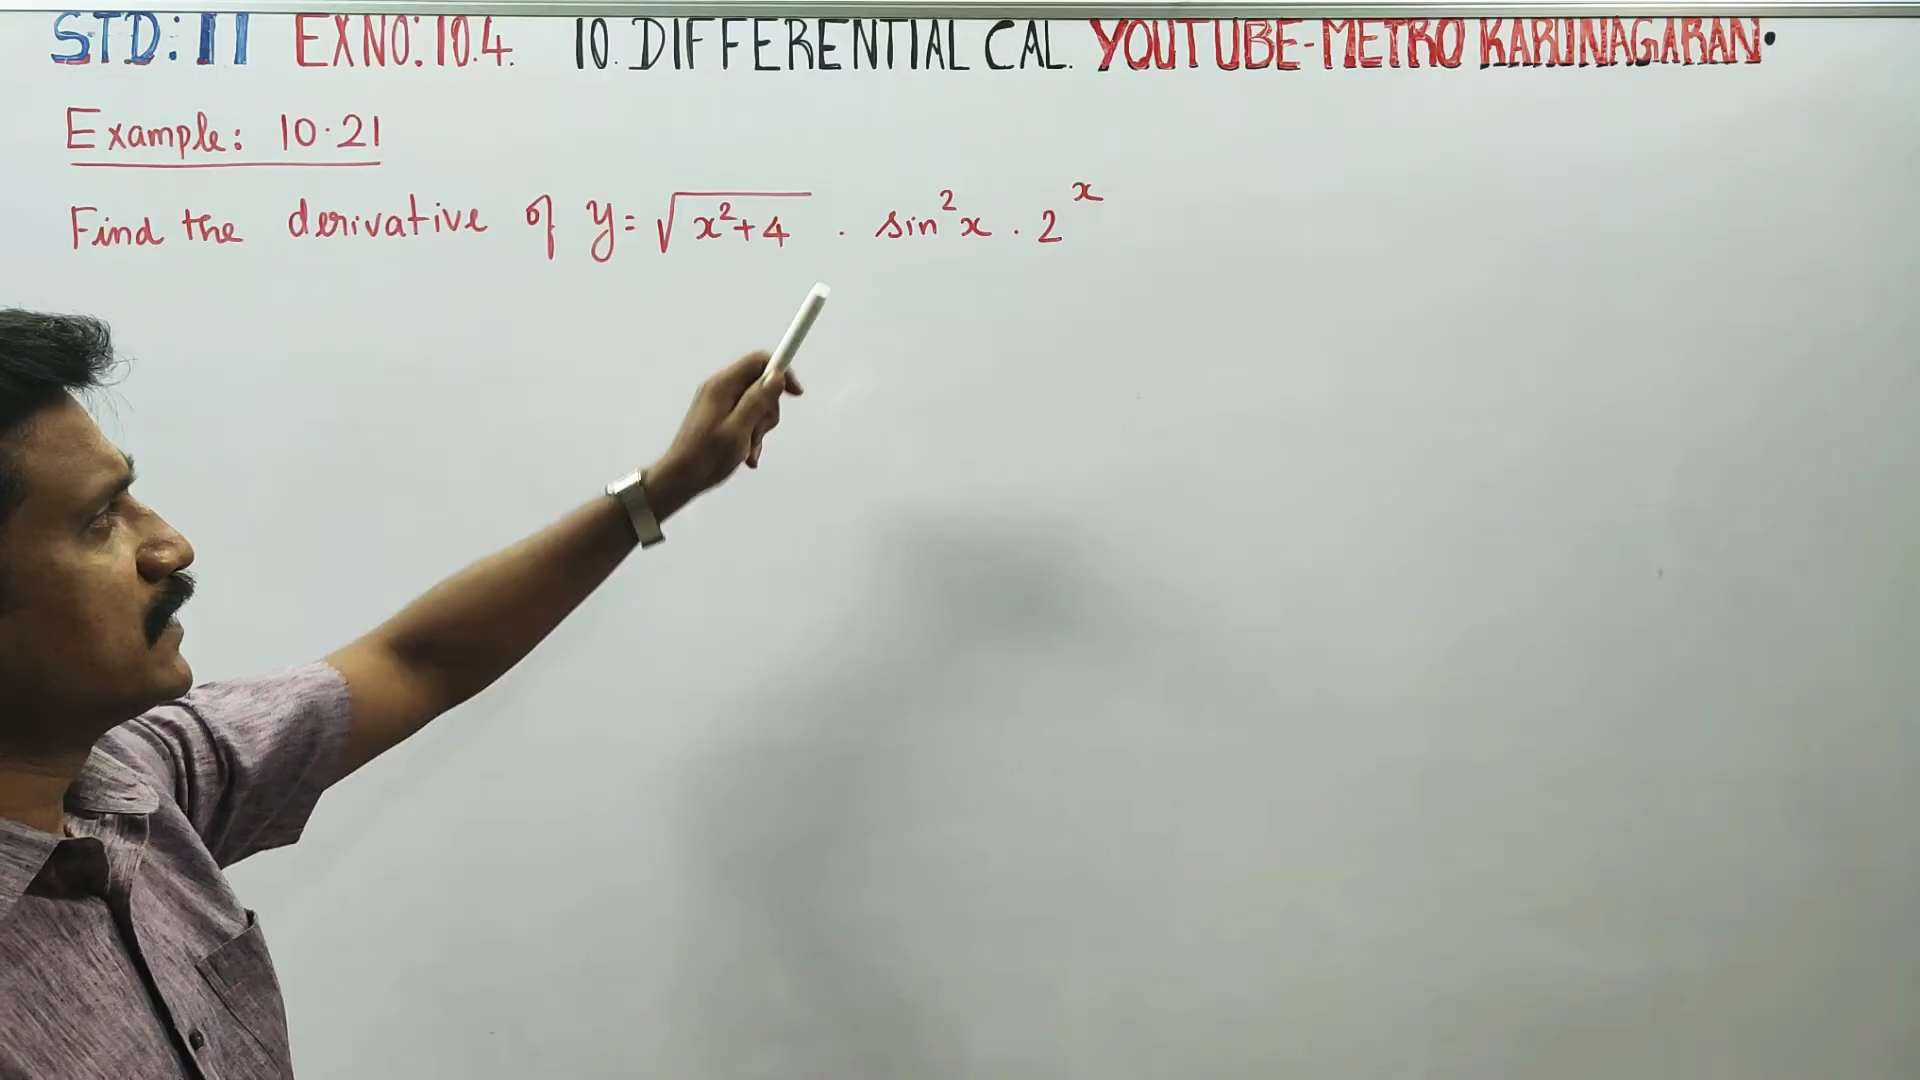 STD: 11 EXNO: 10.4. 10. DIFFERENTIAL CAL. YOUTUBE-METRO KARUNAGARAN.
Example: 10.21
Find the derivative of y = √(x²+4) . sin²x . 2ˣ